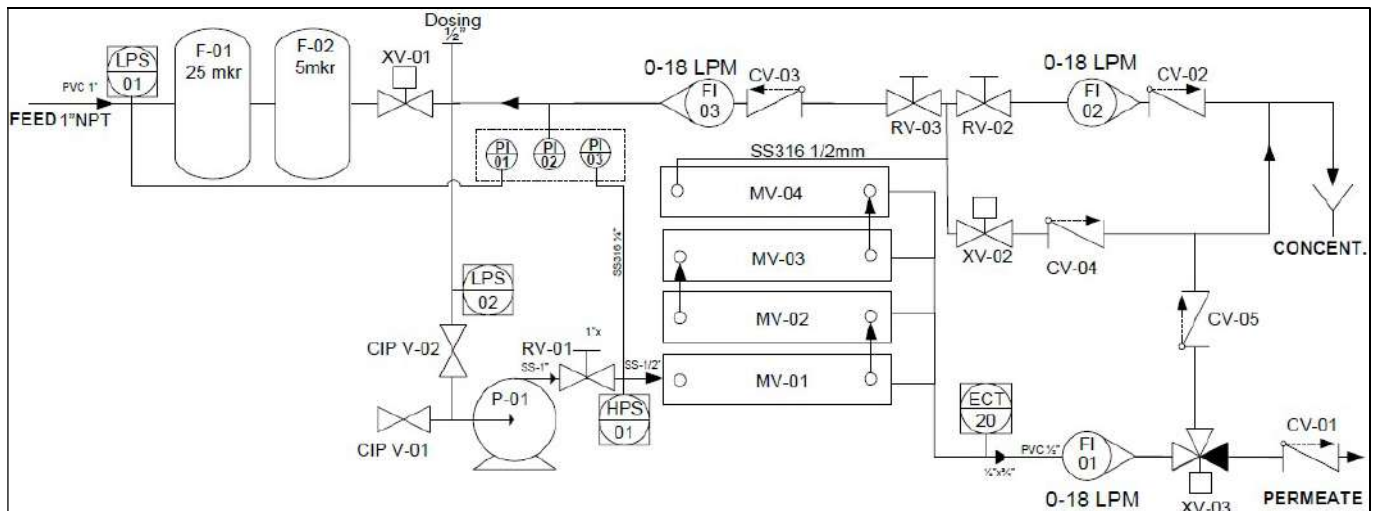 Dosing
½"
LPS
01
PVC 1"
FEED 1"NPT
F-01
25 mkr
F-02
5mkr
XV-01
0-18 LPM
FI
03
CV-03
RV-03
RV-02
0-18 LPM
FI
02
CV-02
PI
01
PI
02
PI
03
SS316 1/2mm
MV-04
MV-03
MV-02
MV-01
XV-02
CV-04
CONCENT.
CV-05
SS316 ¼"
LPS
02
CIP V-02
CIP V-01
P-01
SS-1"
RV-01
1"x
SS-1/2"
HPS
01
ECT
20
PVC ½"
FI
01
0-18 LPM
XV-03
CV-01
PERMEATE